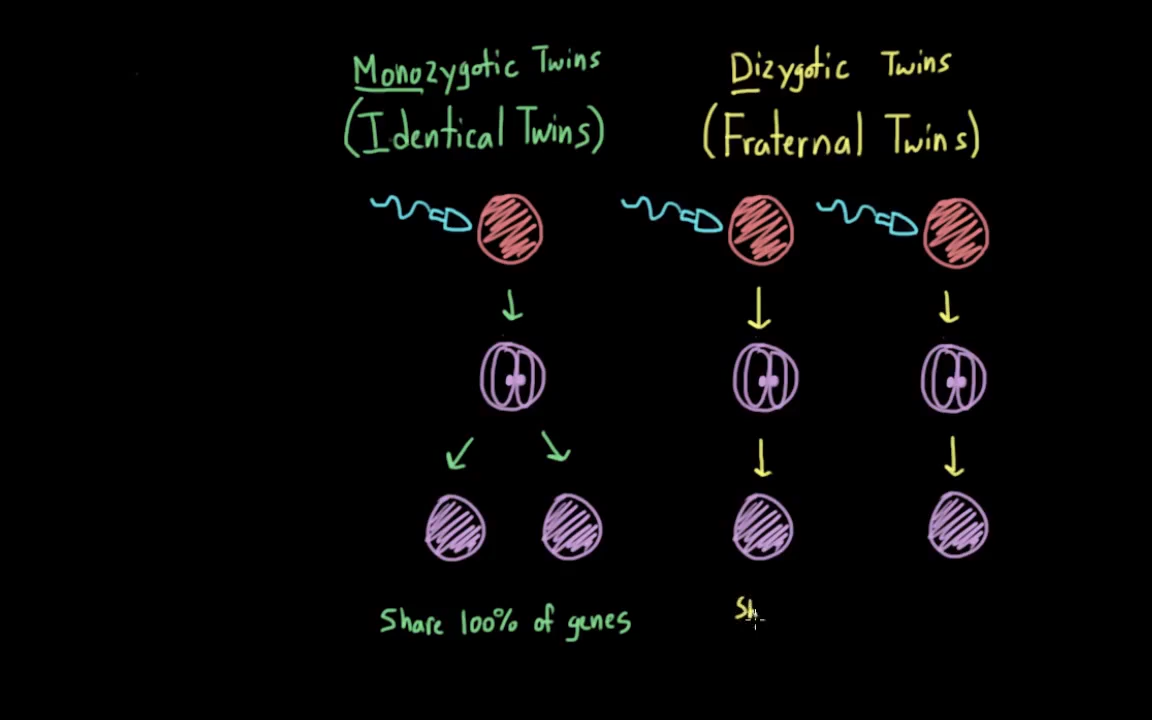 Monozygotic Twins
(Identical Twins)
Dizygotic Twins
(Fraternal Twins)
Share 100% of genes